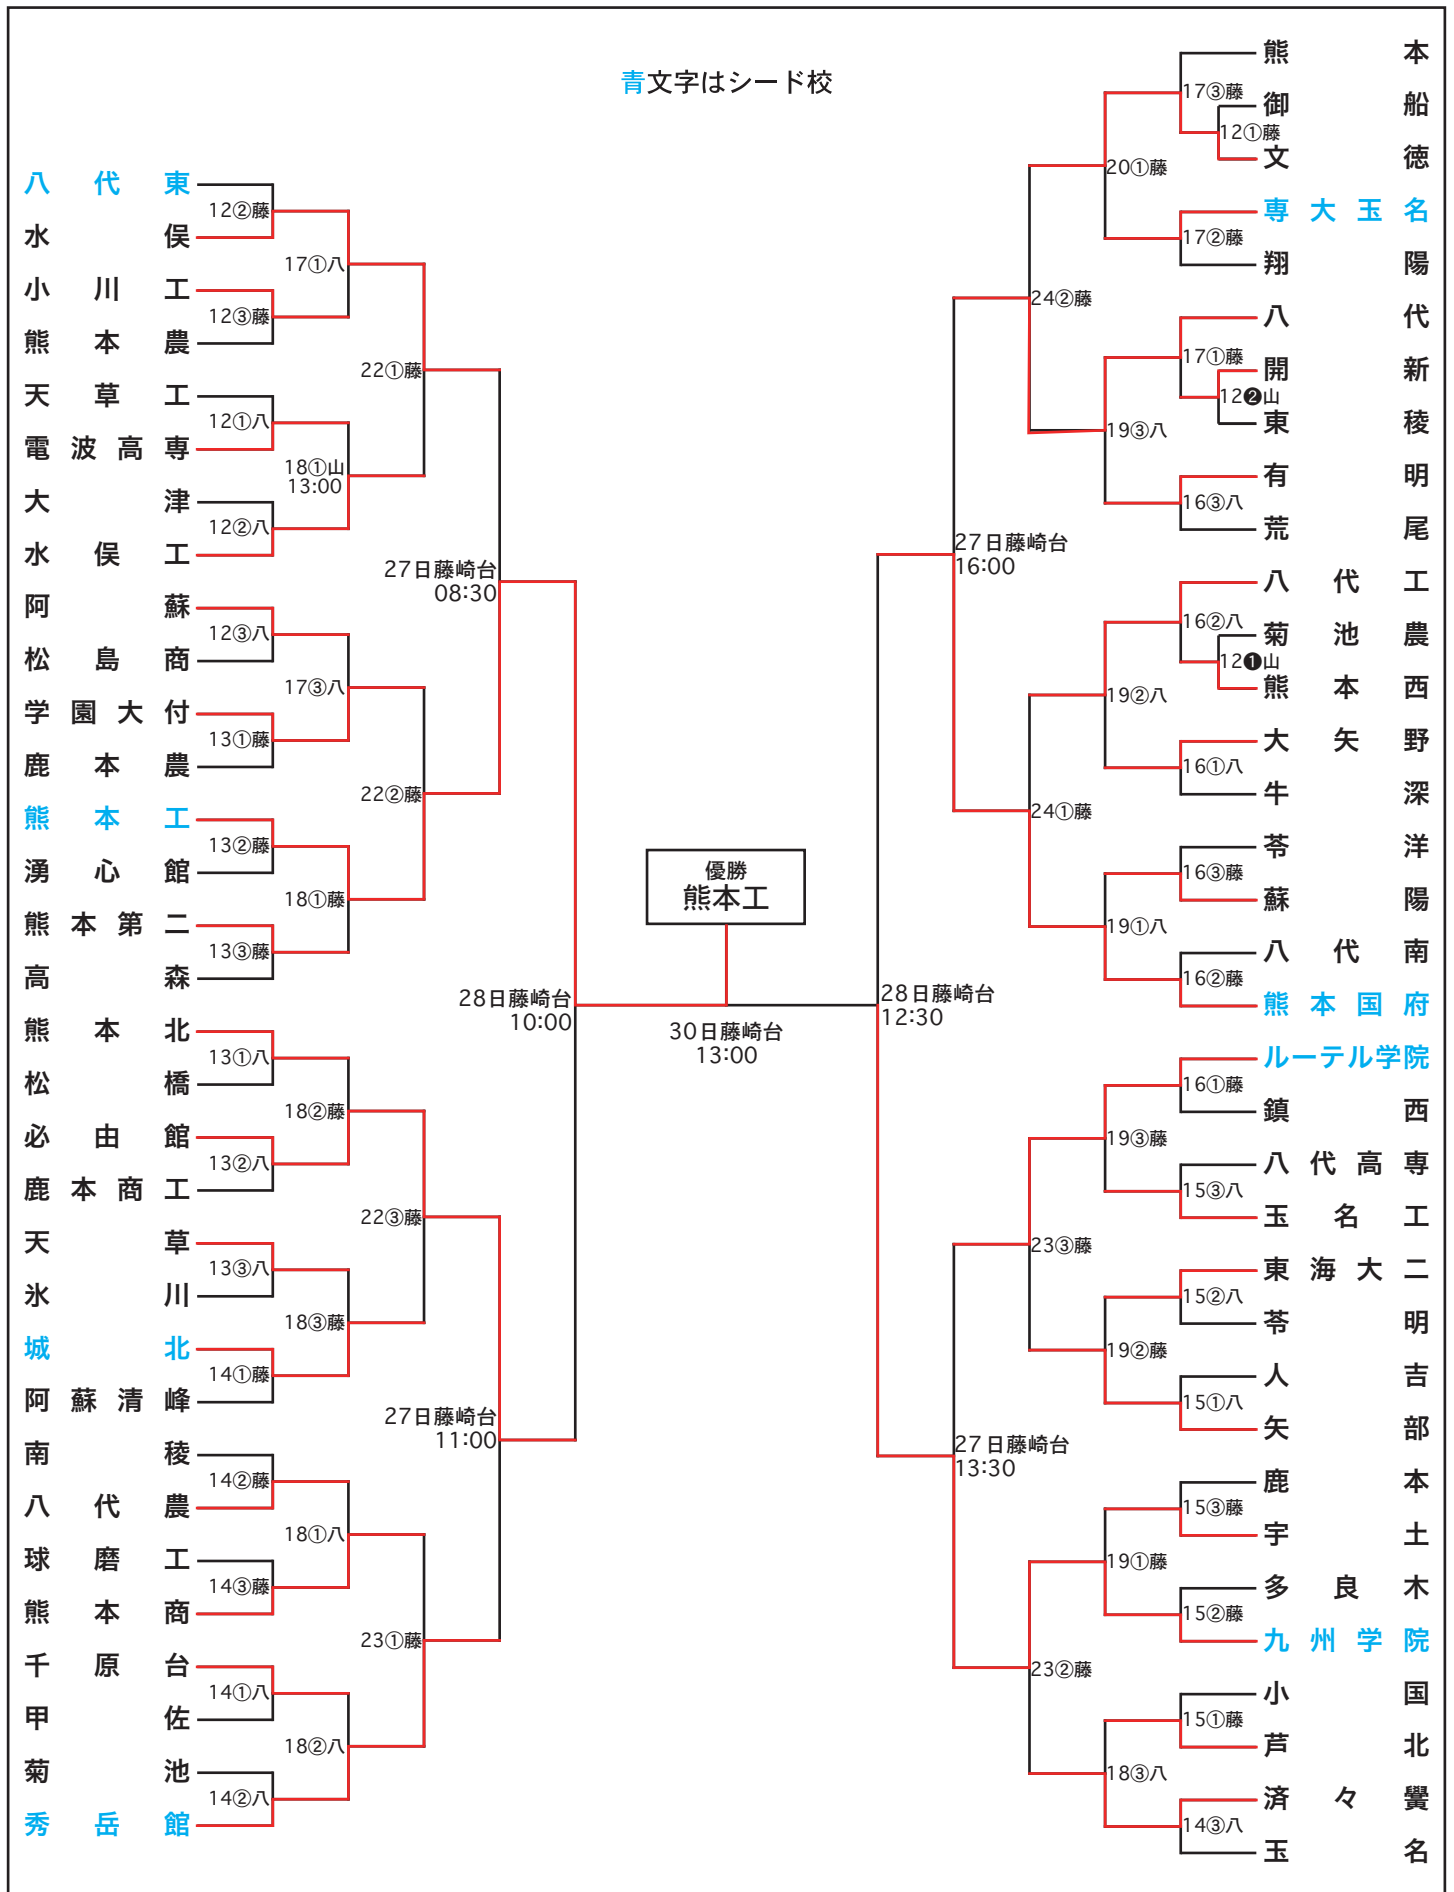 青文字はシード校
八代東
12②藤
水俣
17①八
小川工
12③藤
熊本農
22①藤
天草工
12①八
電波高専
18①山
13:00
大津
12②八
水俣工
27日藤崎台
08:30
阿蘇
12③八
松島商
17③八
学園大付
13①藤
鹿本農
22②藤
熊本工
13②藤
湧心館
18①藤
熊本第二
13③藤
高森
28日藤崎台
10:00
熊本北
13①八
松橋
18②藤
必由館
13②八
鹿本商工
22③藤
天草
13③八
氷川
18③藤
城北
14①藤
阿蘇清峰
27日藤崎台
11:00
南稜
14②藤
八代農
18①八
球磨工
14③藤
熊本商
23①藤
千原台
14①八
甲佐
18②八
菊池
14②八
秀岳館
優勝
熊本工
30日藤崎台
13:00
熊本
17③藤
御船
12①藤
文徳
20①藤
専大玉名
17②藤
翔陽
24②藤
八代
17①藤
開新
12❷山
東稜
19③八
有明
16③八
荒尾
27日藤崎台
16:00
八代工
16②八
菊池農
12❶山
熊本西
19②八
大矢野
16①八
牛深
24①藤
苓洋
16③藤
蘇陽
19①八
八代南
16②藤
熊本国府
28日藤崎台
12:30
ルーテル学院
16①藤
鎮西
19③藤
八代高専
15③八
玉名工
23③藤
東海大二
15②八
苓明
19②藤
人吉
15①八
矢部
27日藤崎台
13:30
鹿本
15③藤
宇土
19①藤
多良木
15②藤
九州学院
23②藤
小国
15①藤
芦北
18③八
済々黌
14③八
玉名